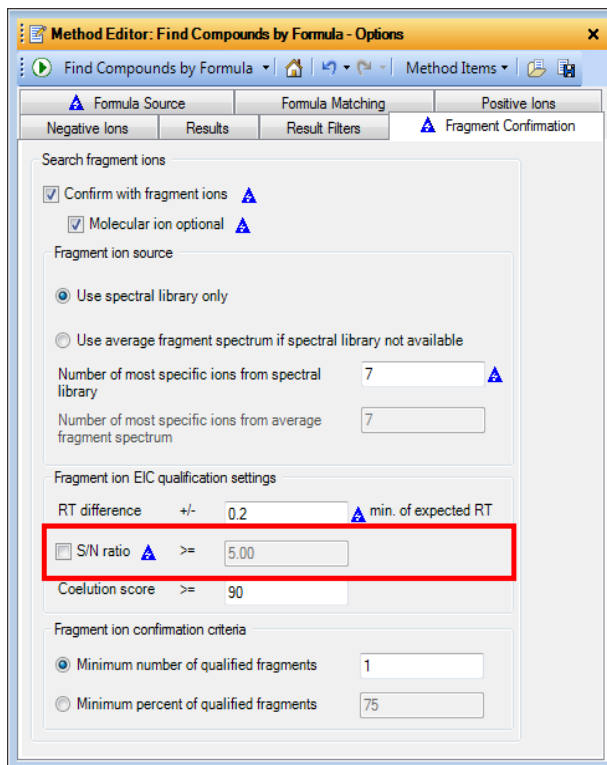 Method Editor: Find Compounds by Formula - Options
Find Compounds by Formula
Method Items
Formula Source
Formula Matching
Positive Ions
Negative Ions
Results
Result Filters
Fragment Confirmation
Search fragment ions
Confirm with fragment ions
Molecular ion optional
Fragment ion source
Use spectral library only
Use average fragment spectrum if spectral library not available
Number of most specific ions from spectral
library
7
Number of most specific ions from average
fragment spectrum
7
Fragment ion EIC qualification settings
RT difference +/- 0.2 min. of expected RT
S/N ratio >= 5.00
Coelution score >= 90
Fragment ion confirmation criteria
Minimum number of qualified fragments 1
Minimum percent of qualified fragments 75